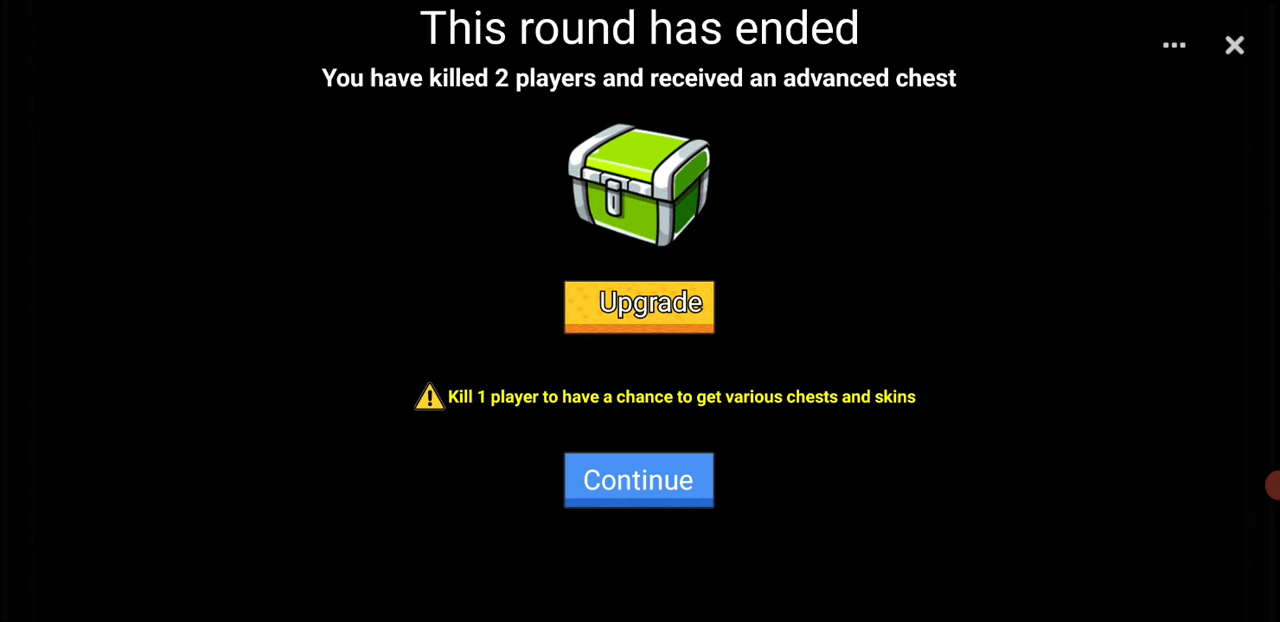 This round has ended
You have killed 2 players and received an advanced chest
Upgrade
Kill 1 player to have a chance to get various chests and skins
Continue